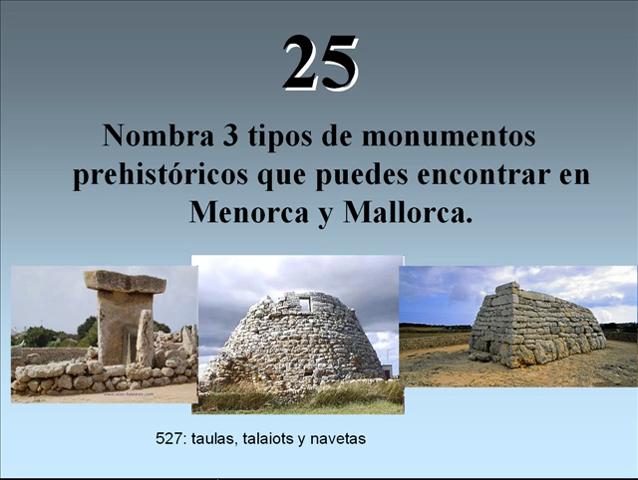 25
Nombra 3 tipos de monumentos
prehistóricos que puedes encontrar en
Menorca y Mallorca.
527: taulas, talaiots y navetas